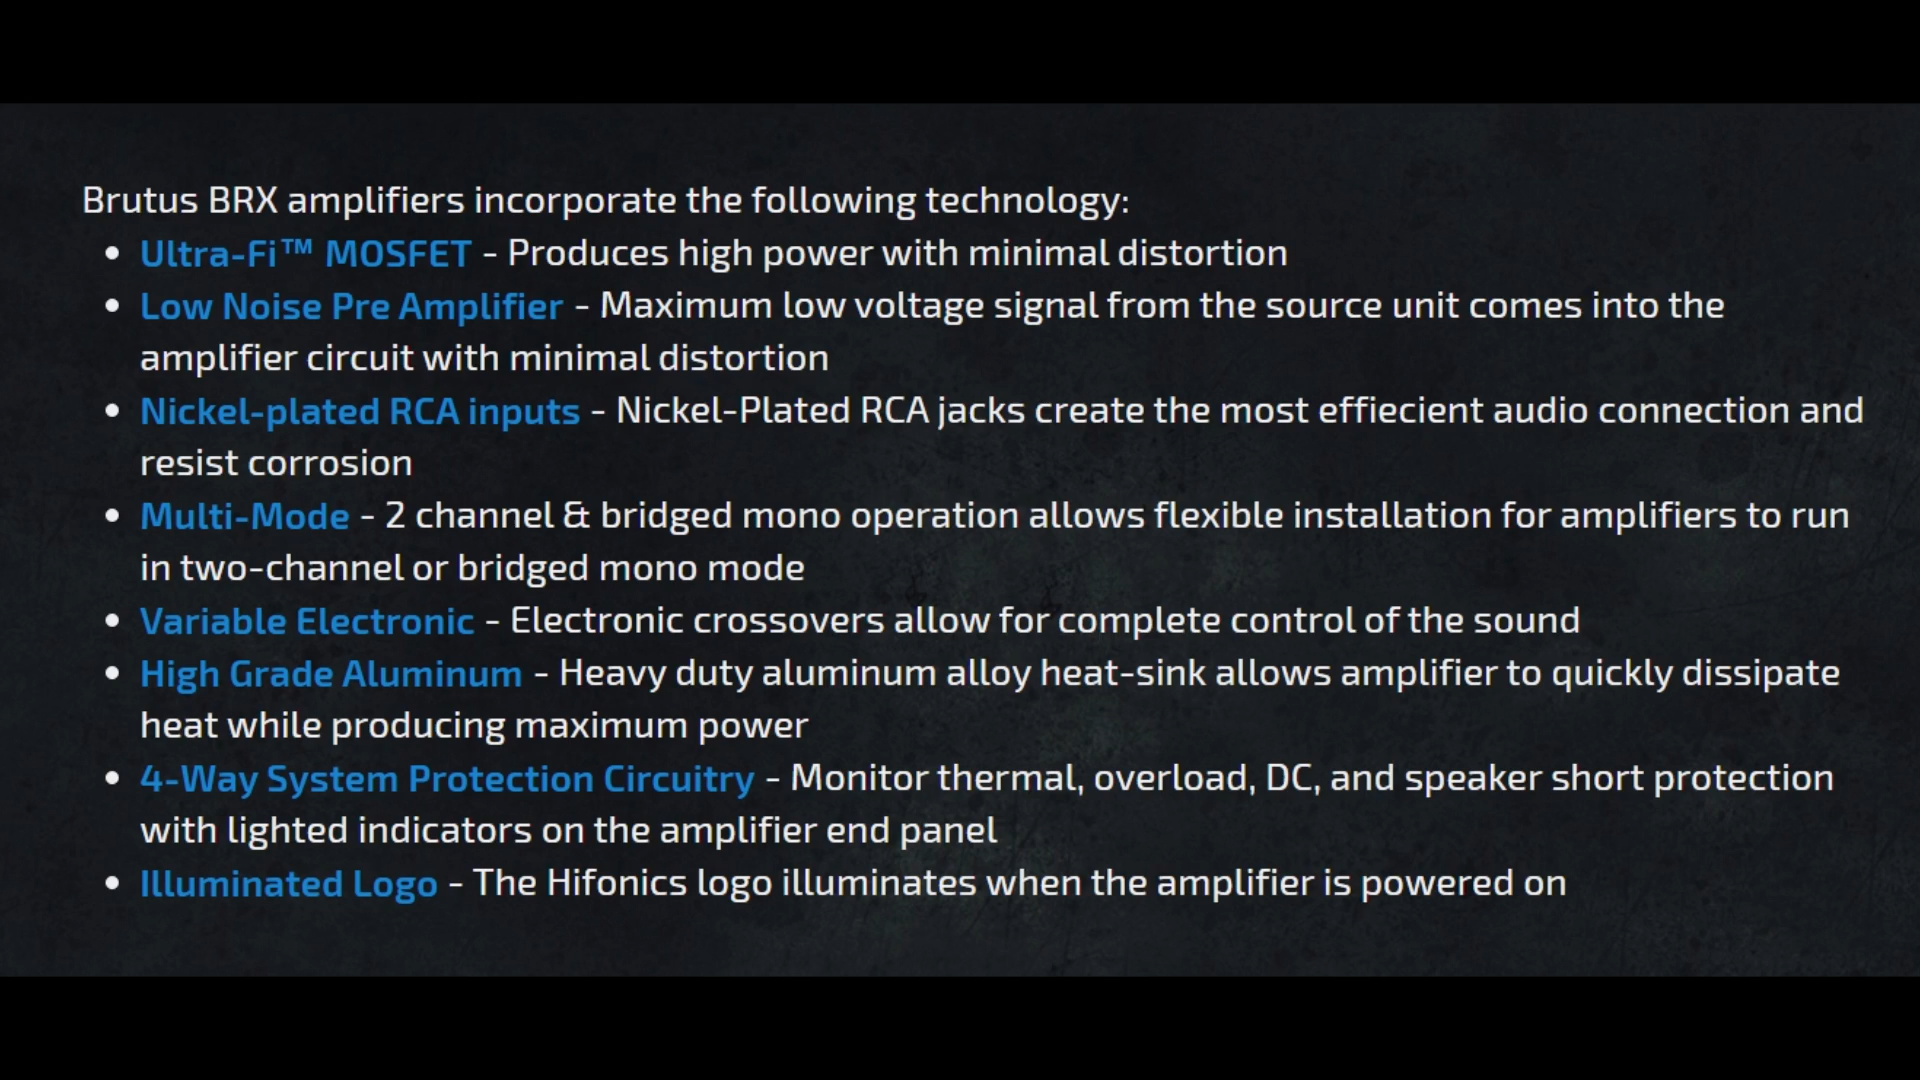 Brutus BRX amplifiers incorporate the following technology:
• Ultra-Fi™ MOSFET - Produces high power with minimal distortion
• Low Noise Pre Amplifier - Maximum low voltage signal from the source unit comes into the
amplifier circuit with minimal distortion
• Nickel-plated RCA inputs - Nickel-Plated RCA jacks create the most effiecient audio connection and
resist corrosion
• Multi-Mode - 2 channel & bridged mono operation allows flexible installation for amplifiers to run
in two-channel or bridged mono mode
• Variable Electronic - Electronic crossovers allow for complete control of the sound
• High Grade Aluminum - Heavy duty aluminum alloy heat-sink allows amplifier to quickly dissipate
heat while producing maximum power
• 4-Way System Protection Circuitry - Monitor thermal, overload, DC, and speaker short protection
with lighted indicators on the amplifier end panel
• Illuminated Logo - The Hifonics logo illuminates when the amplifier is powered on